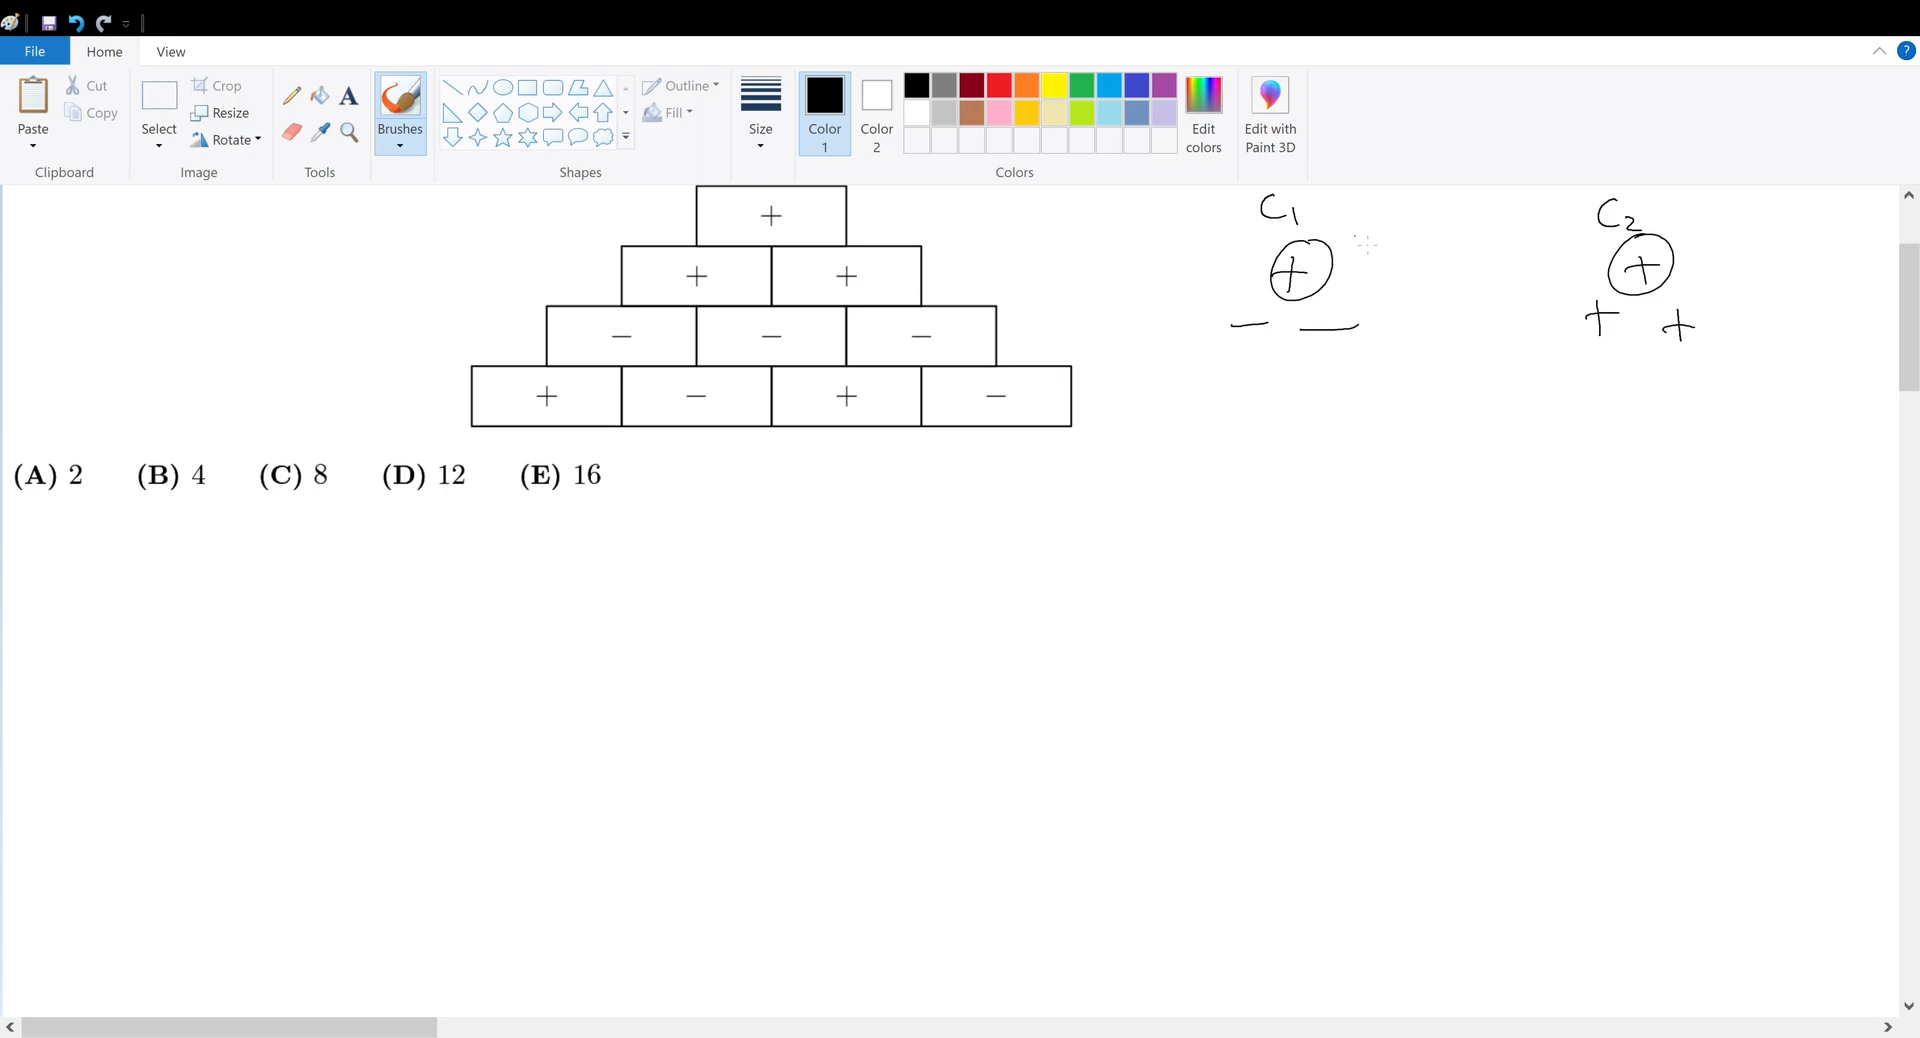 File Home View ?
Cut Crop Outline
Copy Resize Fill
Paste Select Rotate Brushes Size Color 1 Color 2 Edit colors Edit with Paint 3D
Clipboard Image Tools Shapes Colors
+ C1 C2
+ + + +
− − − − − + +
+ − + −
(A) 2 (B) 4 (C) 8 (D) 12 (E) 16